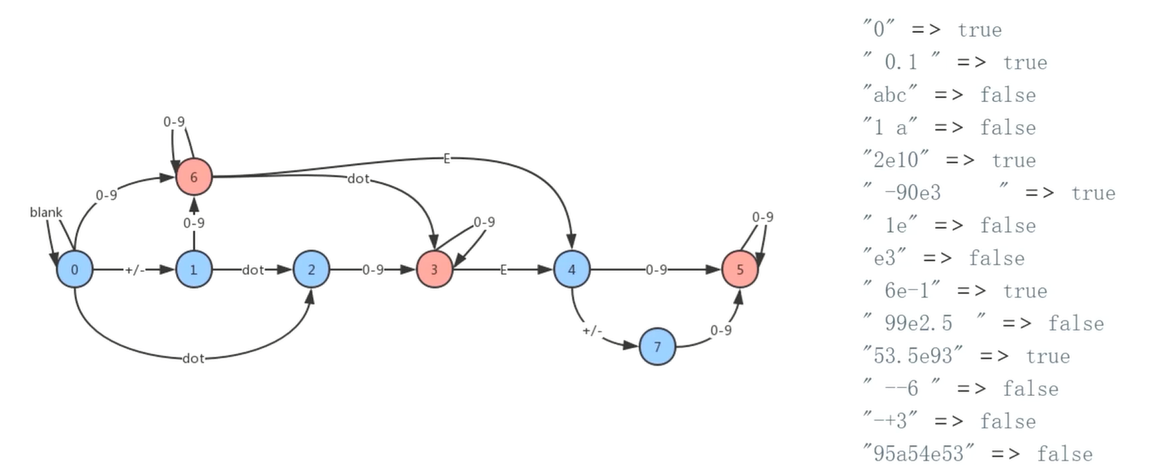 0-9
6
E
dot
0-9
blank
0-9
0-9
0-9
0
+/-
1
dot
2
0-9
3
E
4
0-9
5
+/-
7
0-9
dot
"0" => true
" 0.1 " => true
"abc" => false
"1 a" => false
"2e10" => true
" -90e3    " => true
" 1e" => false
"e3" => false
" 6e-1" => true
" 99e2.5  " => false
"53.5e93" => true
" --6 " => false
"-+3" => false
"95a54e53" => false